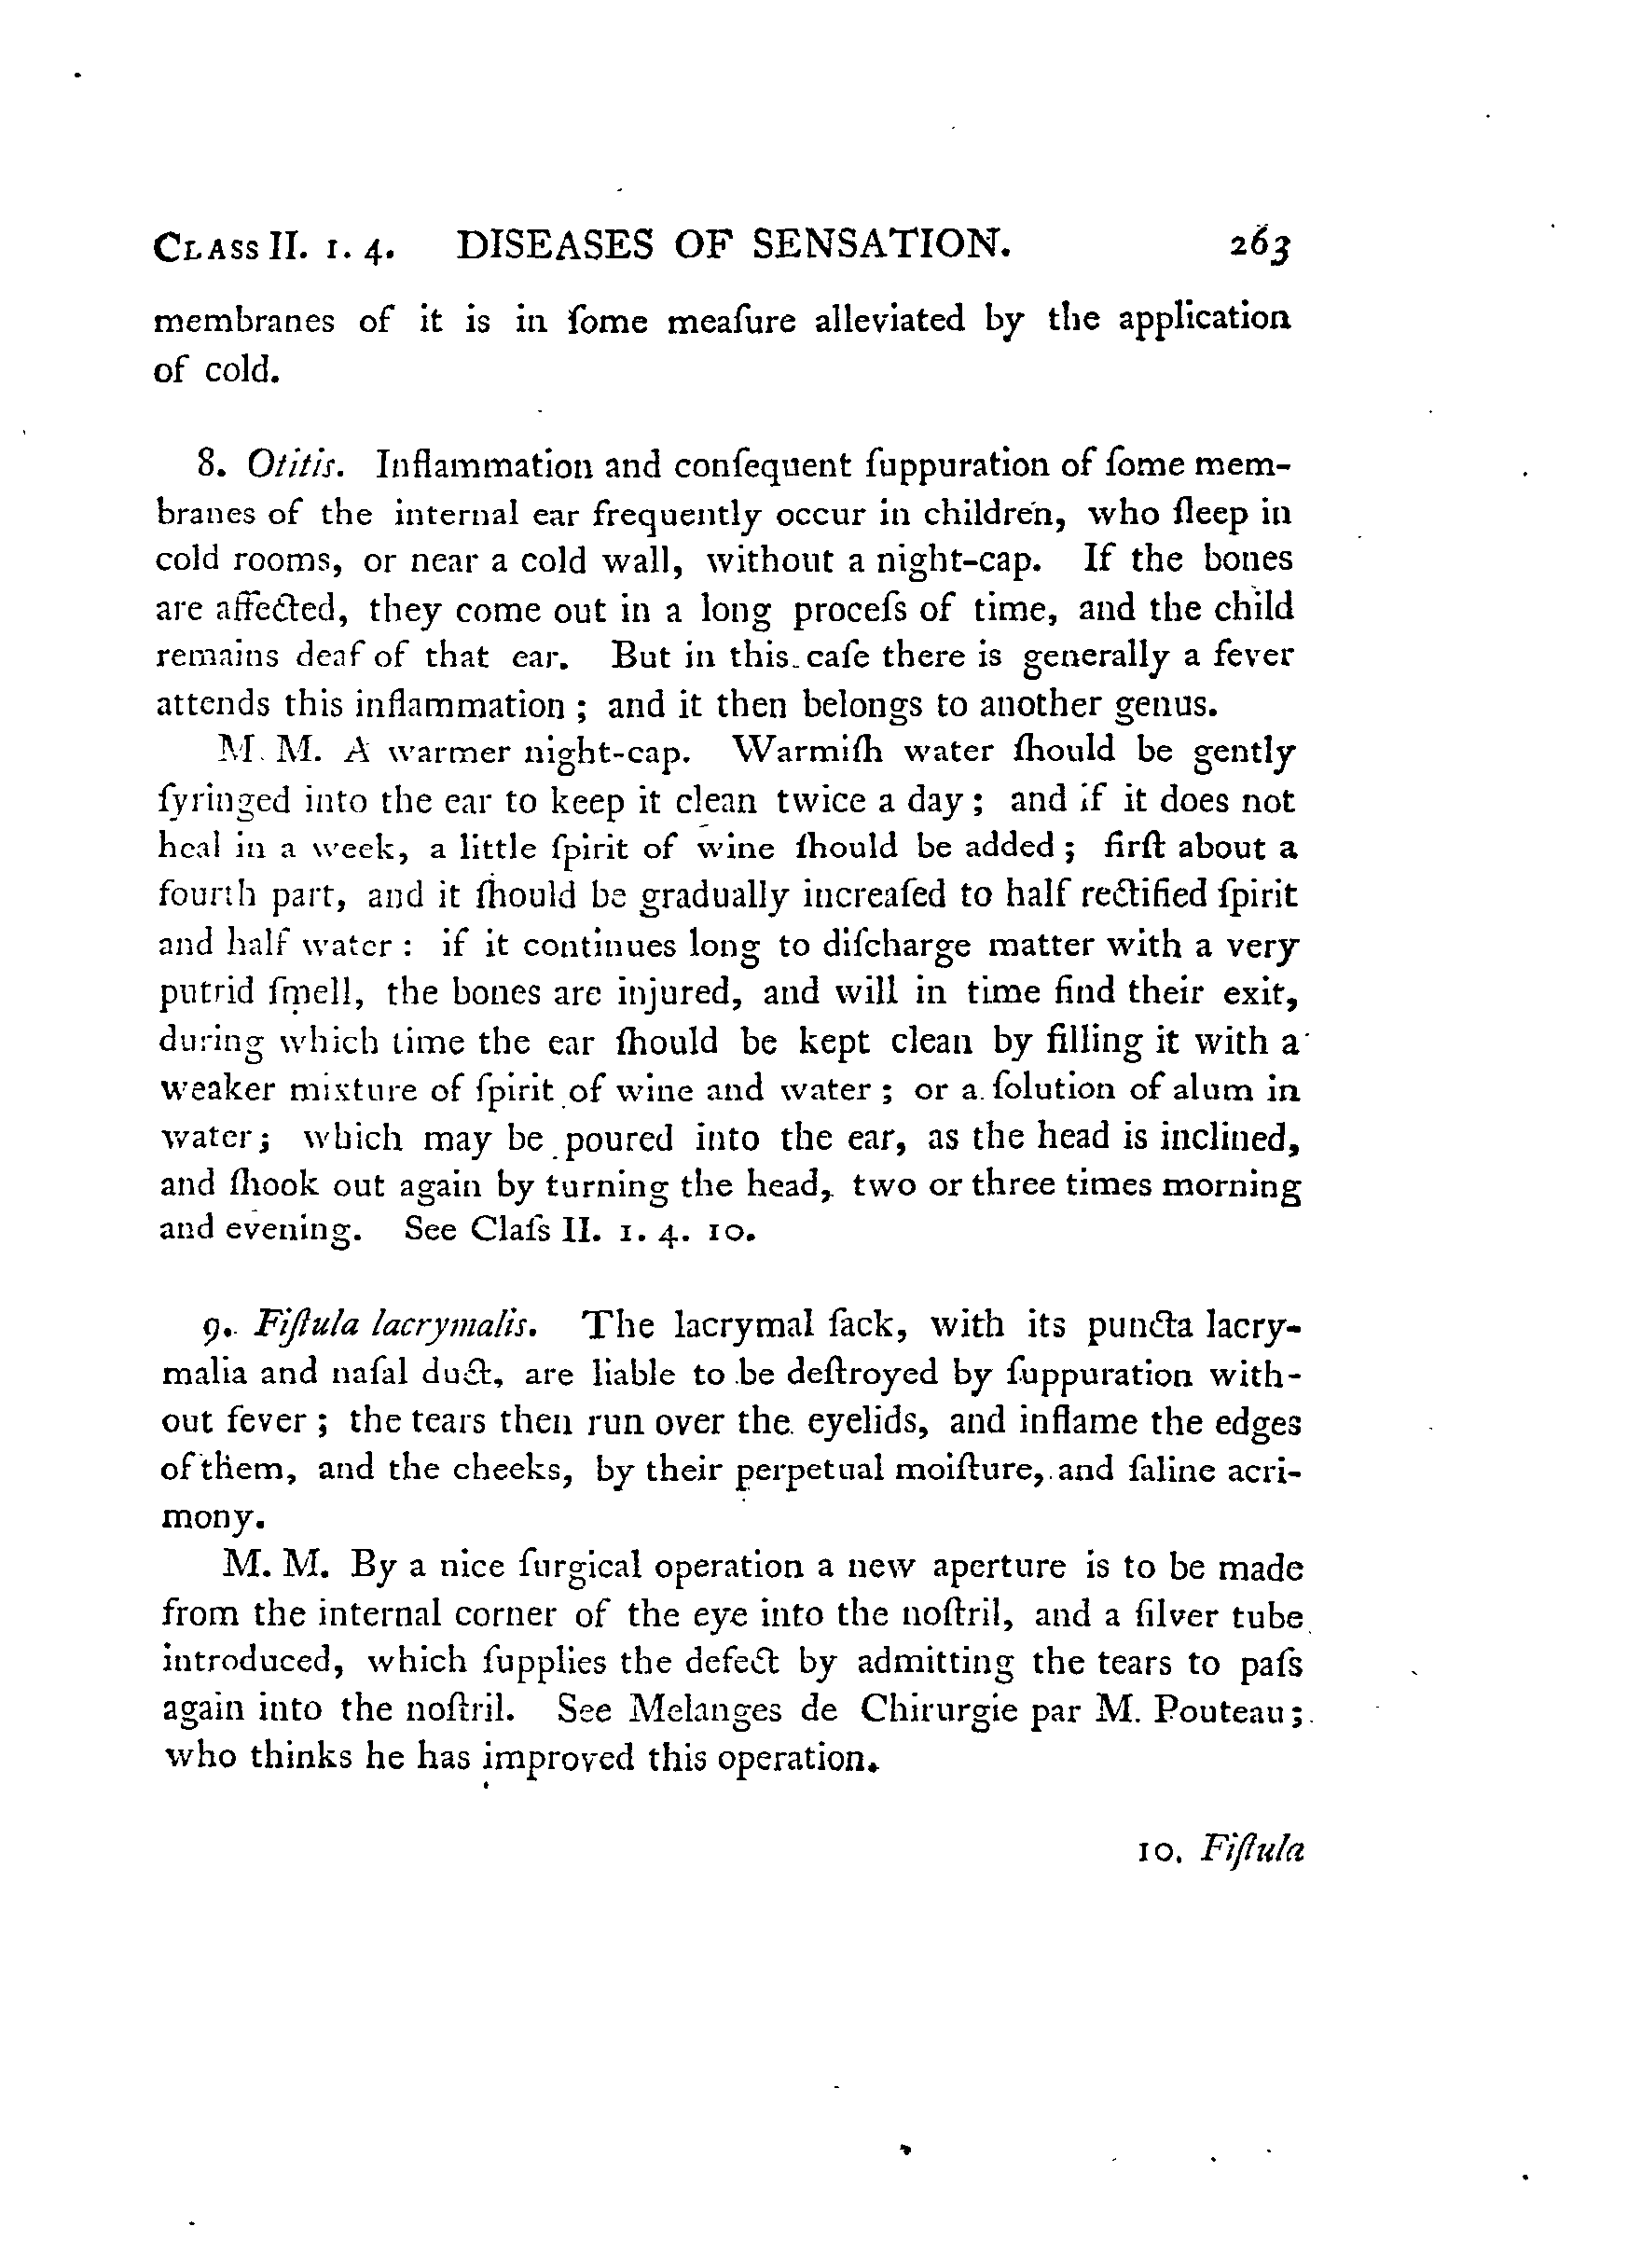 CLASS II. 1. 4. DISEASES OF SENSATION. 263
membranes of it is in ſome meaſure alleviated by the application
of cold.
8. Otitis. Inflammation and conſequent ſuppuration of ſome mem-
branes of the internal ear frequently occur in children, who ſleep in
cold rooms, or near a cold wall, without a night-cap. If the bones
are affected, they come out in a long proceſs of time, and the child
remains deaf of that ear. But in this caſe there is generally a fever
attends this inflammation ; and it then belongs to another genus.
M. M. A warmer night-cap. Warmiſh water ſhould be gently
ſyringed into the ear to keep it clean twice a day ; and if it does not
heal in a week, a little ſpirit of wine ſhould be added ; firſt about a
fourth part, and it ſhould be gradually increaſed to half rectified ſpirit
and half water : if it continues long to diſcharge matter with a very
putrid ſmell, the bones are injured, and will in time find their exit,
during which time the ear ſhould be kept clean by filling it with a
weaker mixture of ſpirit of wine and water ; or a ſolution of alum in
water; which may be poured into the ear, as the head is inclined,
and ſhook out again by turning the head, two or three times morning
and evening. See Claſs II. 1. 4. 10.
9. Fiſtula lacrymalis. The lacrymal ſack, with its puncta lacry-
malia and naſal duct, are liable to be deſtroyed by ſuppuration with-
out fever ; the tears then run over the eyelids, and inflame the edges
of them, and the cheeks, by their perpetual moiſture, and ſaline acri-
mony.
M. M. By a nice ſurgical operation a new aperture is to be made
from the internal corner of the eye into the noſtril, and a ſilver tube
introduced, which ſupplies the defect by admitting the tears to paſs
again into the noſtril. See Melanges de Chirurgie par M. Pouteau ;
who thinks he has improved this operation.
10. Fiſtula